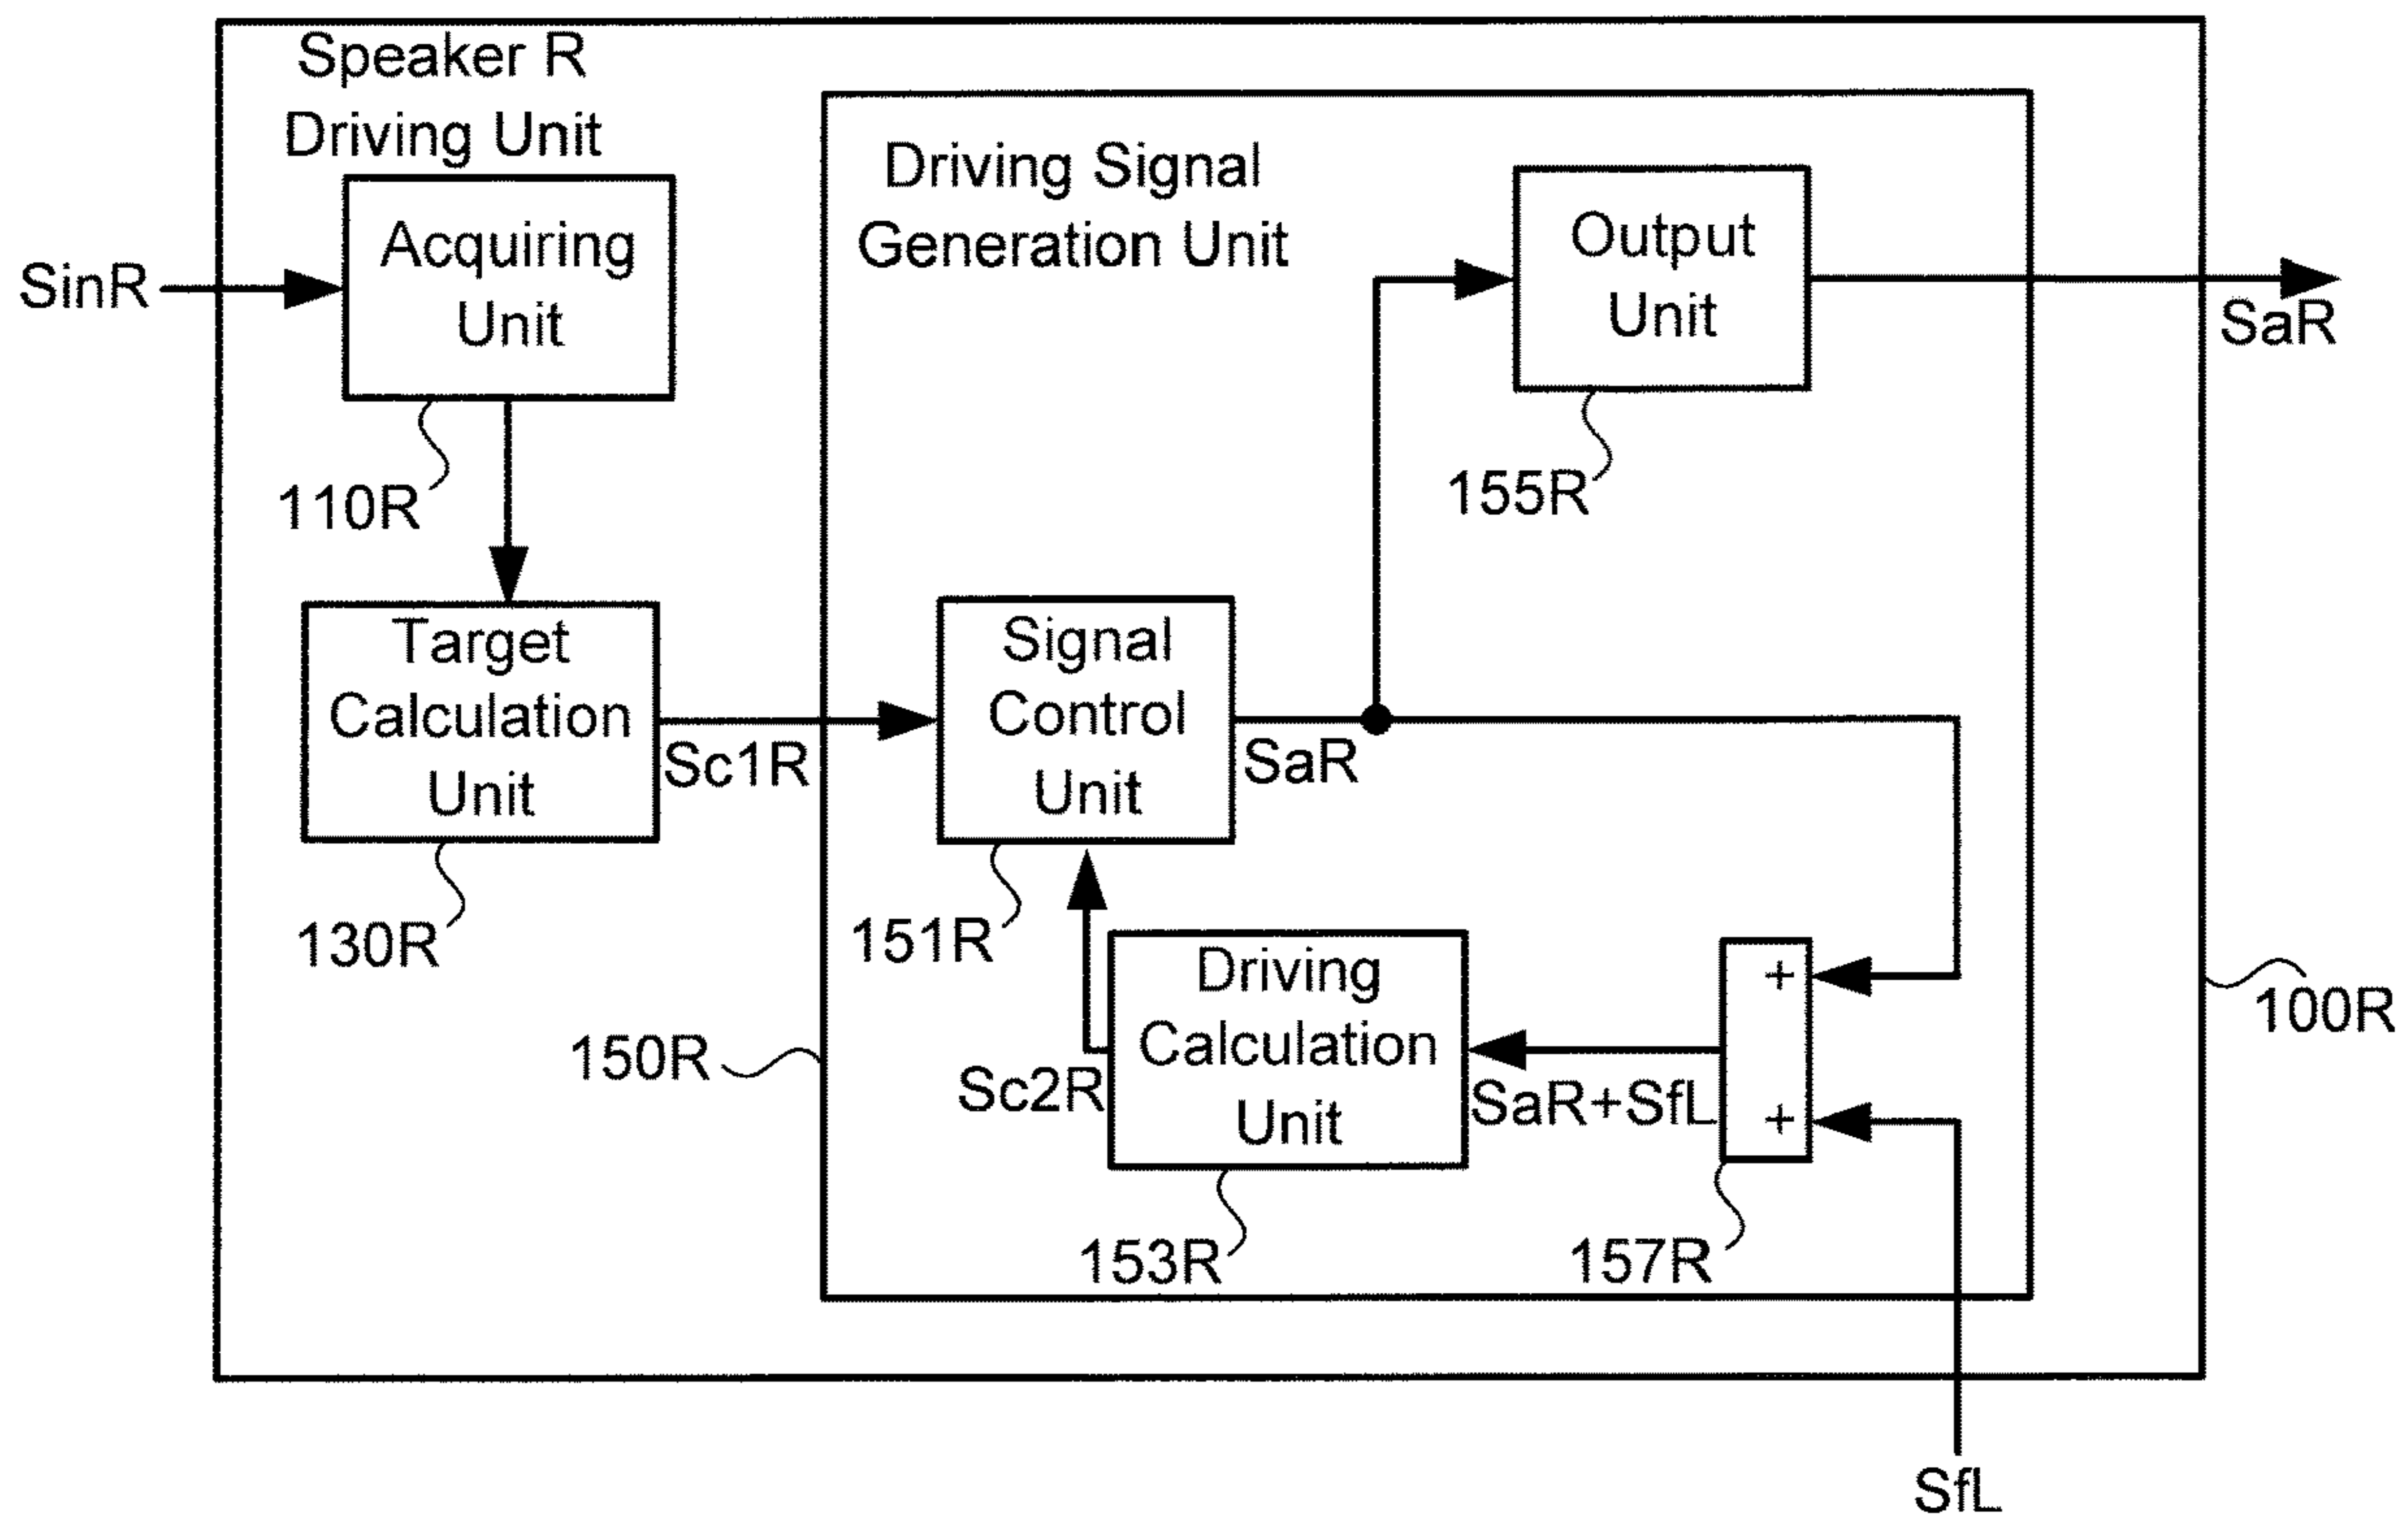 Speaker R
Driving Unit
SinR
Acquiring
Unit
110R
Target
Calculation
Unit
Sc1R
130R
Driving Signal
Generation Unit
Output
Unit
155R
SaR
Signal
Control
Unit
SaR
151R
Driving
Calculation
Unit
Sc2R
153R
SaR+SfL
+
+
157R
150R
100R
SfL